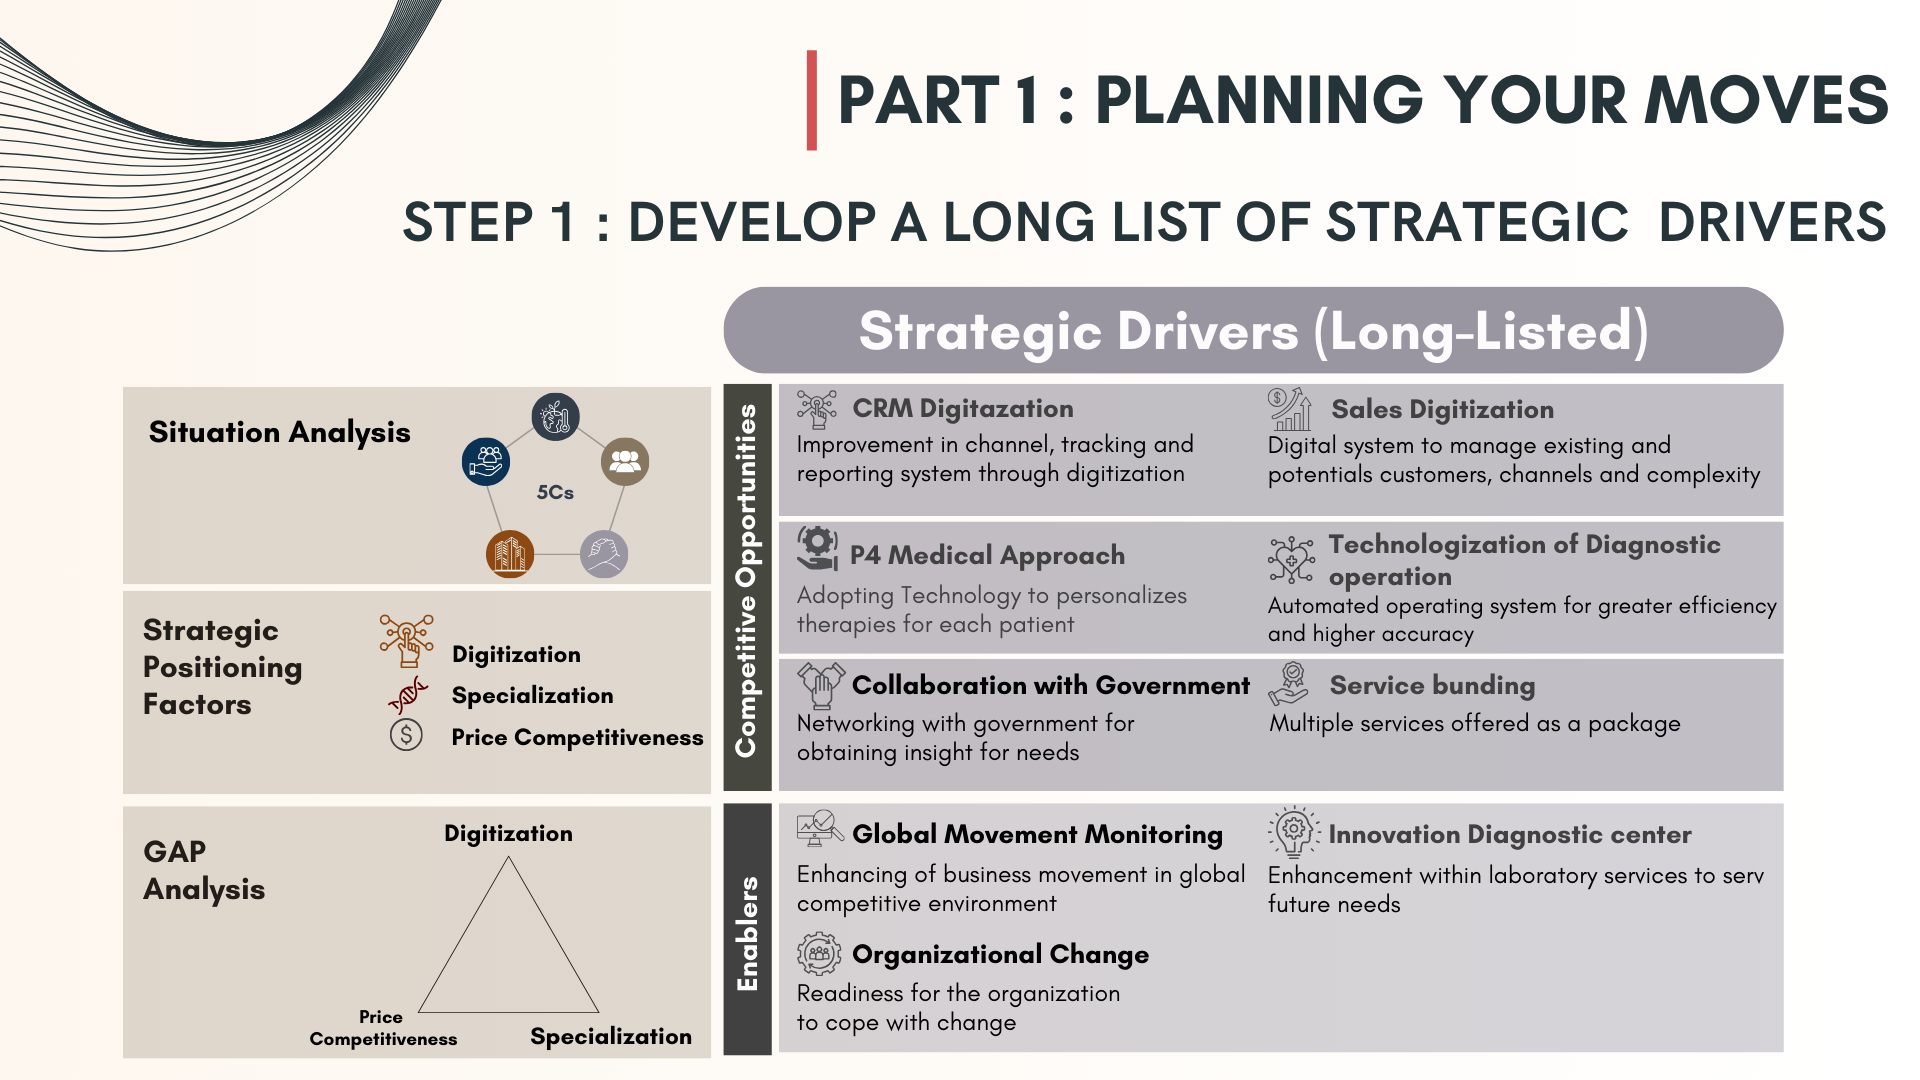 PART 1 : PLANNING YOUR MOVES
STEP 1 : DEVELOP A LONG LIST OF STRATEGIC DRIVERS
Strategic Drivers (Long-Listed)
Situation Analysis
5Cs
Strategic
Positioning
Factors
Digitization
Specialization
Price Competitiveness
GAP
Analysis
Digitization
Price
Competitiveness
Specialization
Competitive Opportunities
CRM Digitazation
Improvement in channel, tracking and
reporting system through digitization
Sales Digitization
Digital system to manage existing and
potentials customers, channels and complexity
P4 Medical Approach
Adopting Technology to personalizes
therapies for each patient
Technologization of Diagnostic
operation
Automated operating system for greater efficiency
and higher accuracy
Collaboration with Government
Networking with government for
obtaining insight for needs
Service bunding
Multiple services offered as a package
Enablers
Global Movement Monitoring
Enhancing of business movement in global
competitive environment
Innovation Diagnostic center
Enhancement within laboratory services to serv
future needs
Organizational Change
Readiness for the organization
to cope with change